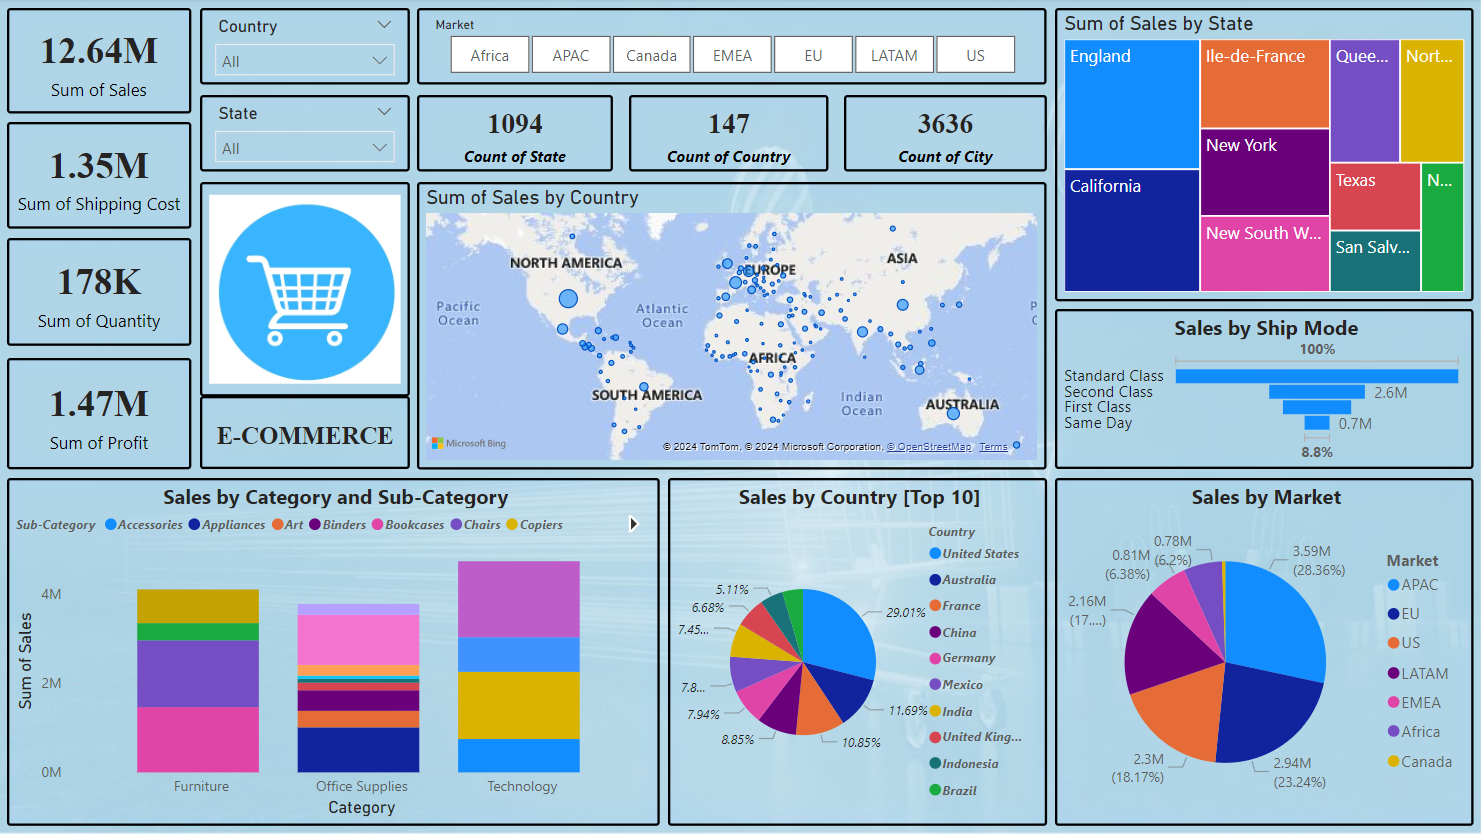 12.64M
Sum of Sales
1.35M
Sum of Shipping Cost
178K
Sum of Quantity
1.47M
Sum of Profit
Country
All
State
All
E-COMMERCE
Market
Africa
APAC
Canada
EMEA
EU
LATAM
US
1094
Count of State
147
Count of Country
3636
Count of City
Sum of Sales by Country
NORTH AMERICA
EUROPE
ASIA
Pacific
Ocean
Atlantic
Ocean
P
C
AFRICA
SOUTH AMERICA
Indian
Ocean
AUSTRALIA
Microsoft Bing
© 2024 TomTom, © 2024 Microsoft Corporation, © OpenStreetMap Terms
Sum of Sales by State
England
California
Ile-de-France
New York
New South W...
Quee...
Nort...
Texas
San Salv...
N...
Sales by Ship Mode
100%
Standard Class
Second Class
2.6M
First Class
Same Day
0.7M
8.8%
Sales by Category and Sub-Category
Sub-Category Accessories Appliances Art Binders Bookcases Chairs Copiers
Sum of Sales
4M
2M
0M
Furniture
Office Supplies
Technology
Category
Sales by Country [Top 10]
29.01%
11.69%
10.85%
8.85%
7.94%
7.8...
7.45...
6.68%
5.11%
Country
United States
Australia
France
China
Germany
Mexico
India
United King...
Indonesia
Brazil
Sales by Market
3.59M
(28.36%)
2.94M
(23.24%)
2.3M
(18.17%)
2.16M
(17....)
0.81M
(6.38%)
0.78M
(6.2%)
Market
APAC
EU
US
LATAM
EMEA
Africa
Canada